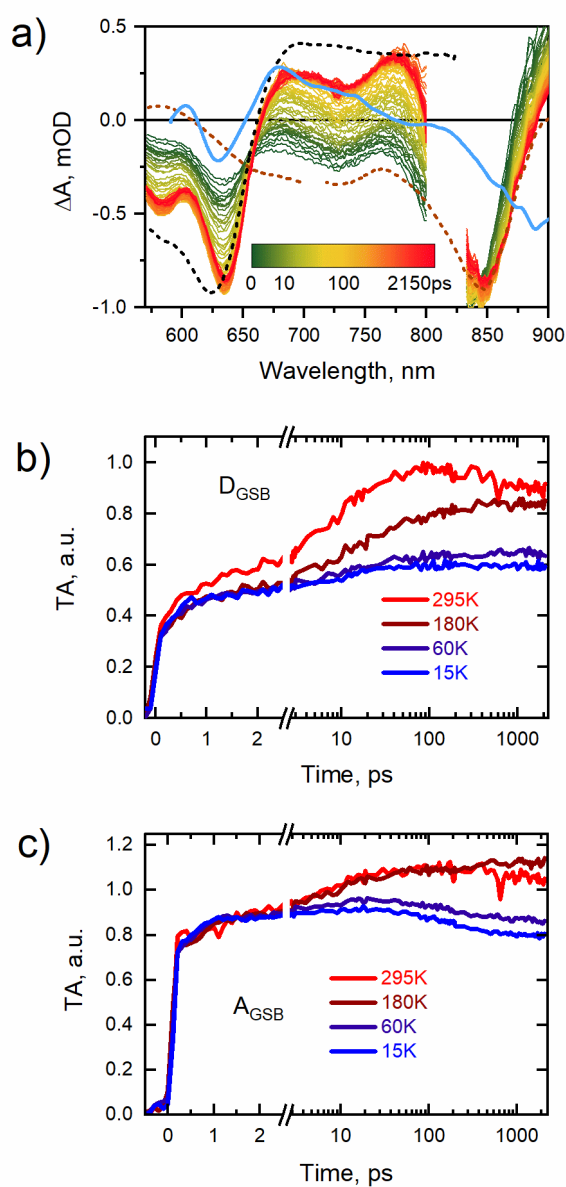 a)
0.5
0.0
-0.5
-1.0
ΔA, mOD
0 10 100 2150ps
600 650 700 750 800 850 900
Wavelength, nm
b)
D_GSB
1.0
0.8
0.6
0.4
0.2
0.0
TA, a.u.
295K
180K
60K
15K
0 1 2 10 100 1000
Time, ps
c)
1.2
1.0
0.8
0.6
0.4
0.2
0.0
TA, a.u.
A_GSB
295K
180K
60K
15K
0 1 2 10 100 1000
Time, ps